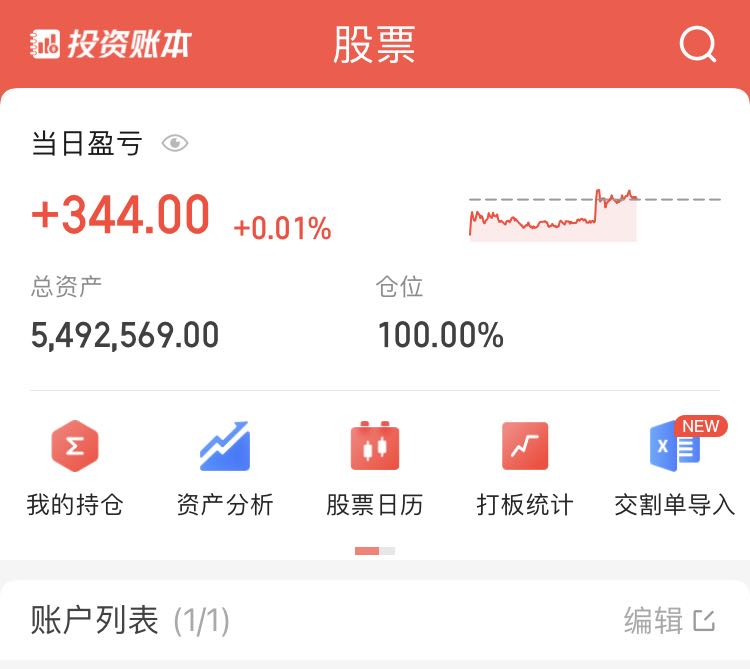 投资账本 股票
当日盈亏
+344.00 +0.01%
总资产 仓位
5,492,569.00 100.00%
NEW
我的持仓 资产分析 股票日历 打板统计 交割单导入
账户列表 (1/1) 编辑